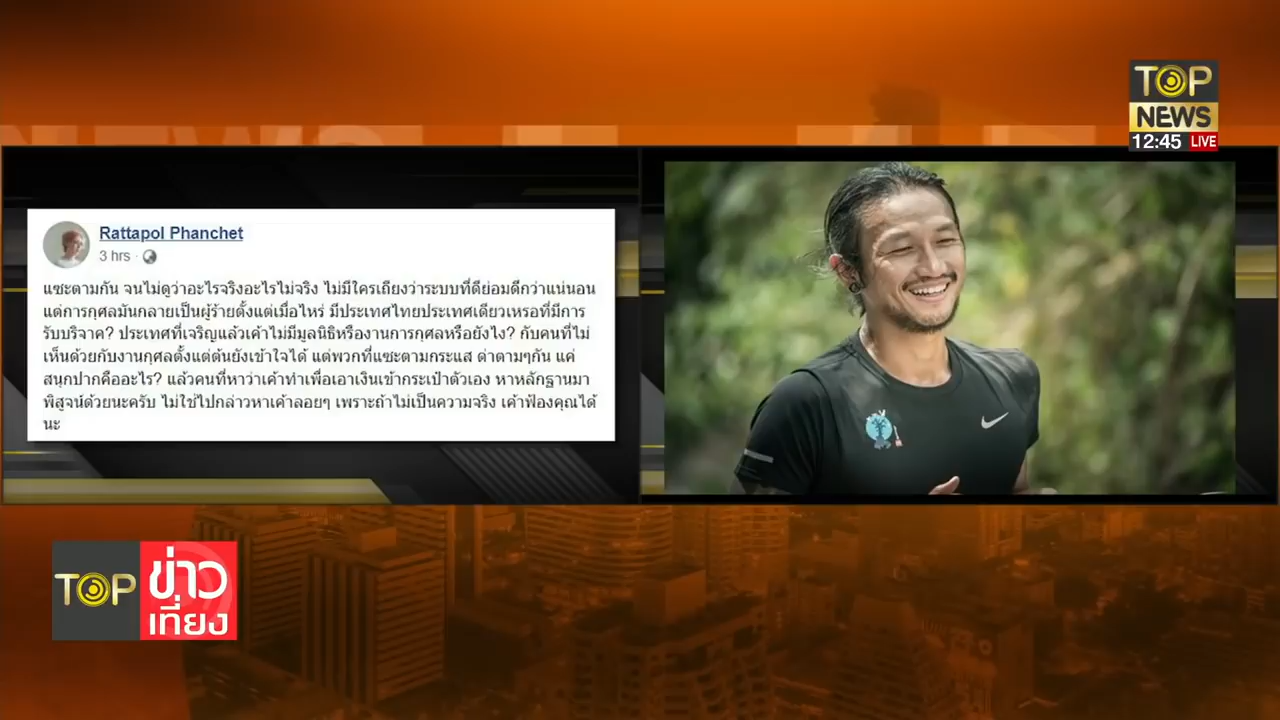 TOP
NEWS
12:45 LIVE
Rattapol Phanchet
3 hrs ·
แซะตามกัน จนไม่ดูว่าอะไรจริงอะไรไม่จริง ไม่มีใครเถียงว่าระบบที่ดีย่อมดีกว่าแน่นอน
แต่การกุศลมันกลายเป็นผู้ร้ายตั้งแต่เมื่อไหร่ มีประเทศไทยประเทศเดียวเหรอที่มีการ
รับบริจาค? ประเทศที่เจริญแล้วเค้าไม่มีมูลนิธิหรืองานการกุศลหรือยังไง? กับคนที่ไม่
เห็นด้วยกับงานกุศลตั้งแต่ต้นยังเข้าใจได้ แต่พวกที่แซะตามกระแส ด่าตามๆกัน แค่
สนุกปากคืออะไร? แล้วคนที่หาว่าเค้าทำเพื่อเอาเงินเข้ากระเป๋าตัวเอง หาหลักฐานมา
พิสูจน์ด้วยนะครับ ไม่ใช่ไปกล่าวหาเค้าลอยๆ เพราะถ้าไม่เป็นความจริง เค้าฟ้องคุณได้
นะ
TOP ข่าว
เที่ยง